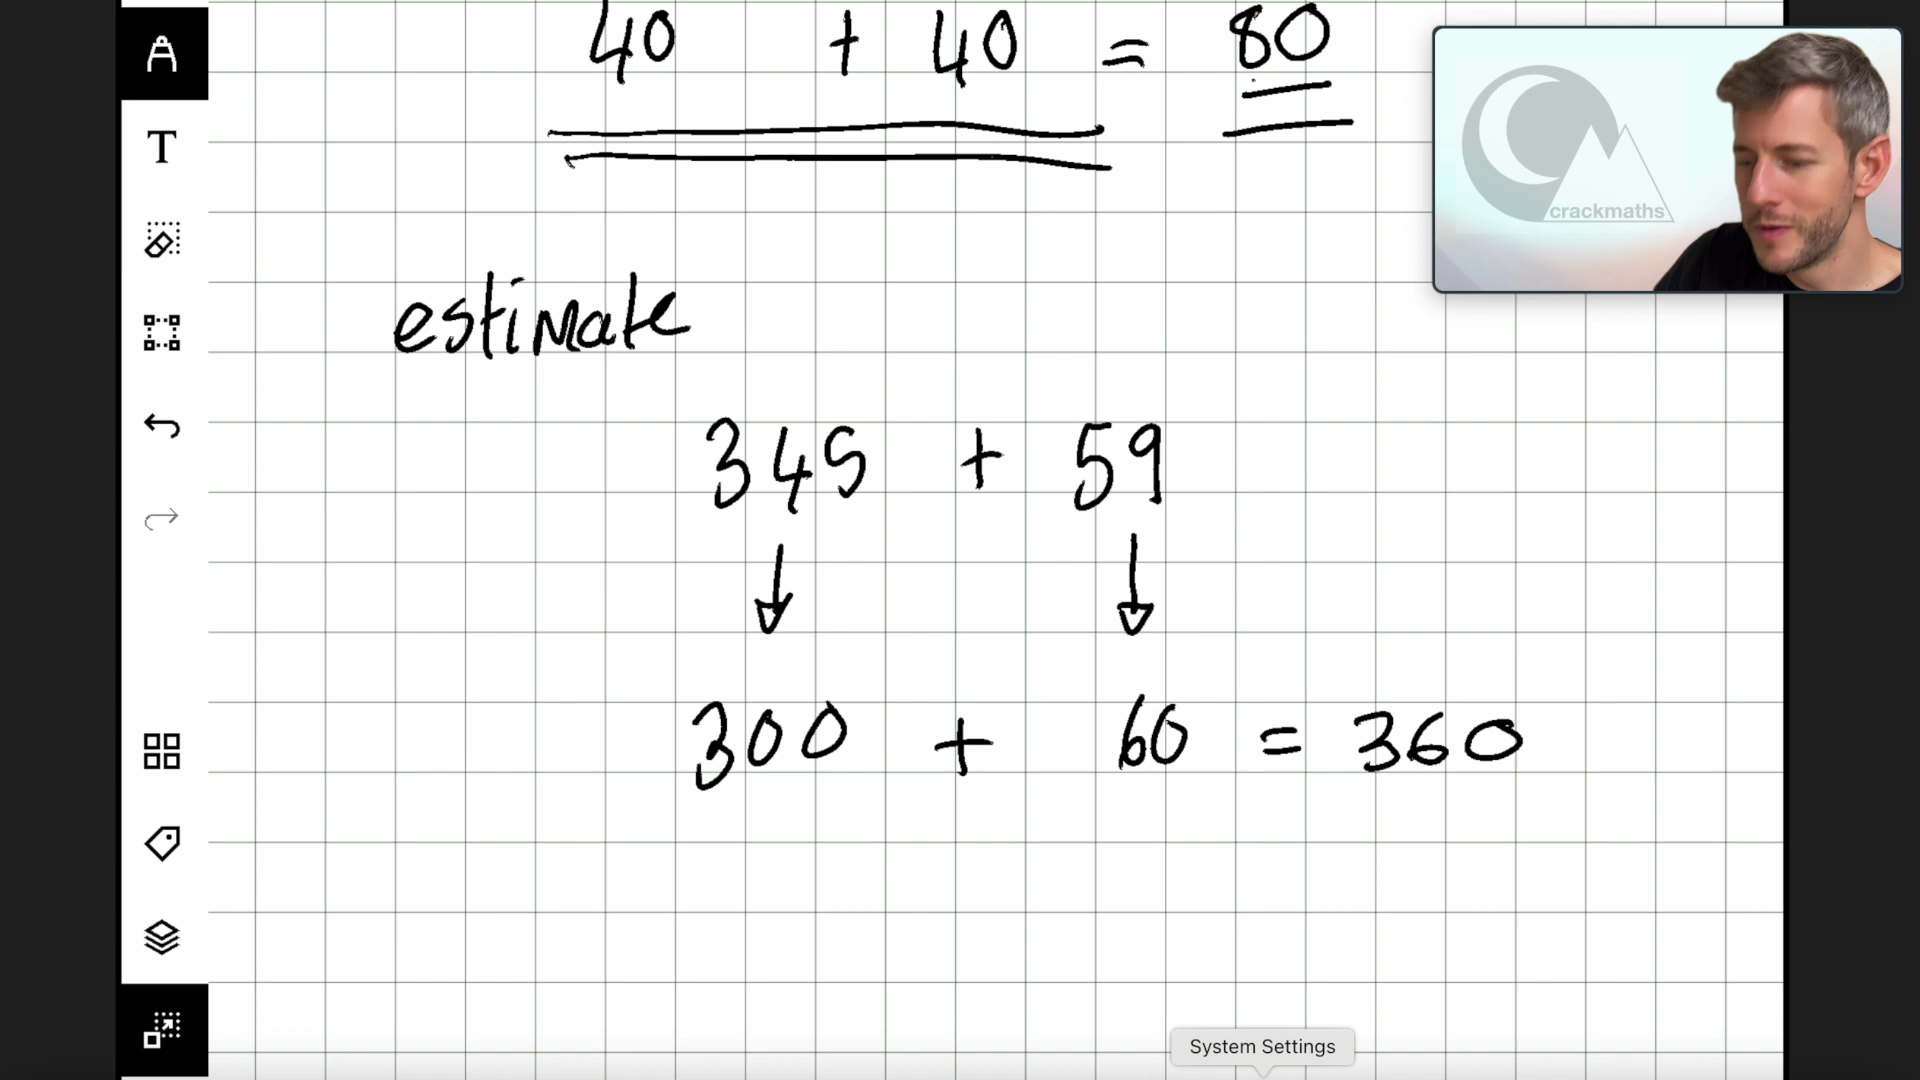 40 + 40 = 80
crackmaths
T
estimate
345 + 59
300 + 60 = 360
System Settings